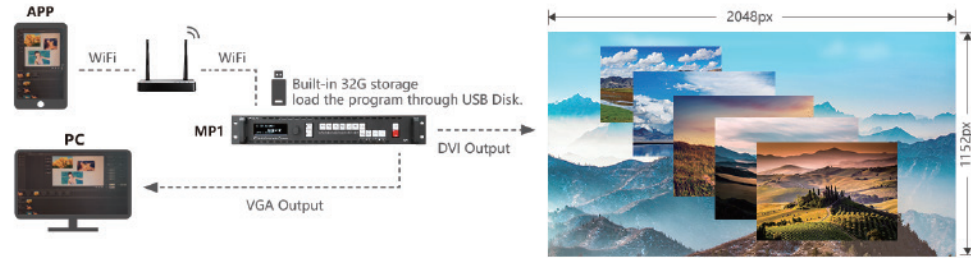 APP
WiFi
WiFi
2048px
Built-in 32G storage
load the program through USB Disk.
MP1
PC
DVI Output
1152px
VGA Output